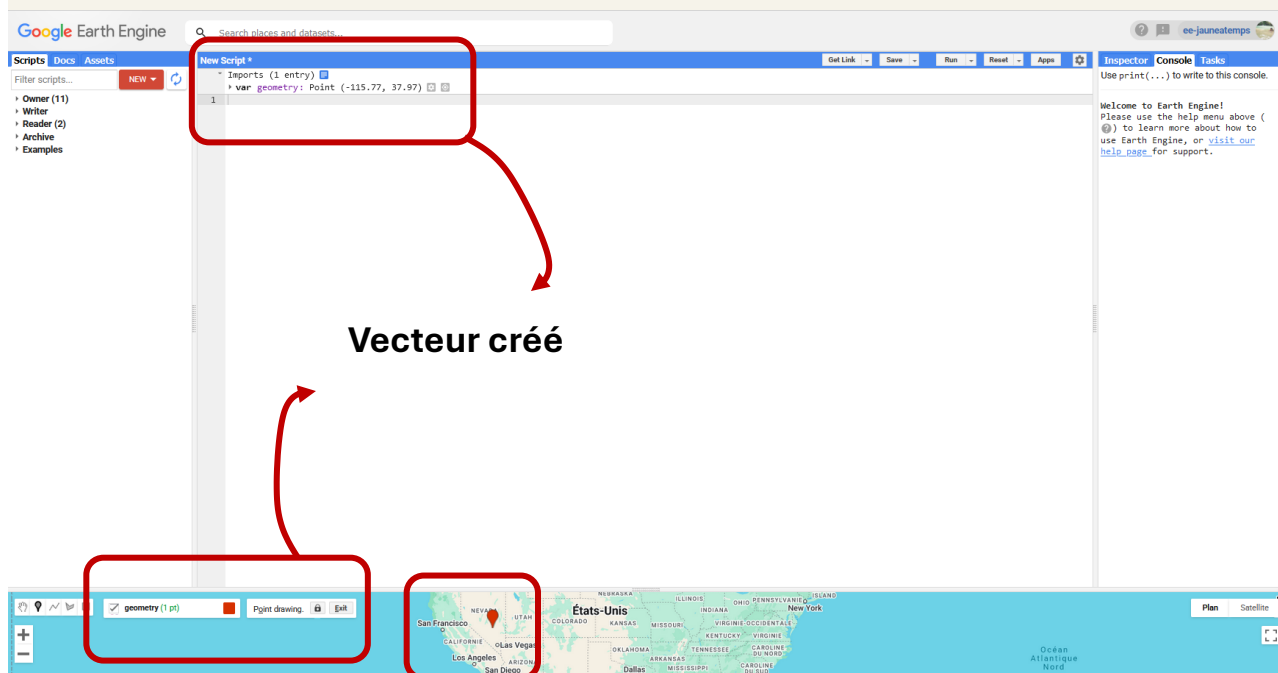 Google Earth Engine
Search places and datasets...
ee-jauneatemps
Scripts Docs Assets
Filter scripts...
NEW
Owner (11)
Writer
Reader (2)
Archive
Examples
New Script *
Get Link
Save
Run
Reset
Apps
Imports (1 entry)
var geometry: Point (-115.77, 37.97)
1
Inspector Console Tasks
Use print(...) to write to this console.
Welcome to Earth Engine!
Please use the help menu above (
?) to learn more about how to
use Earth Engine, or visit our
help page for support.
Vecteur créé
geometry (1 pt)
Point drawing.
Exit
+
−
NEBRASKA
ILLINOIS
OHIO
PENNSYLVANIE
ISLAND
NEVADA
UTAH
États-Unis
INDIANA
New York
San Francisco
COLORADO
KANSAS
MISSOURI
VIRGINIE-OCCIDENTALE
KENTUCKY
VIRGINIE
CALIFORNIE
Las Vegas
OKLAHOMA
TENNESSEE
CAROLINE
DU NORD
Los Angeles
ARIZONA
ARKANSAS
San Diego
Dallas
MISSISSIPPI
CAROLINE
DU SUD
Océan
Atlantique
Nord
Plan
Satellite